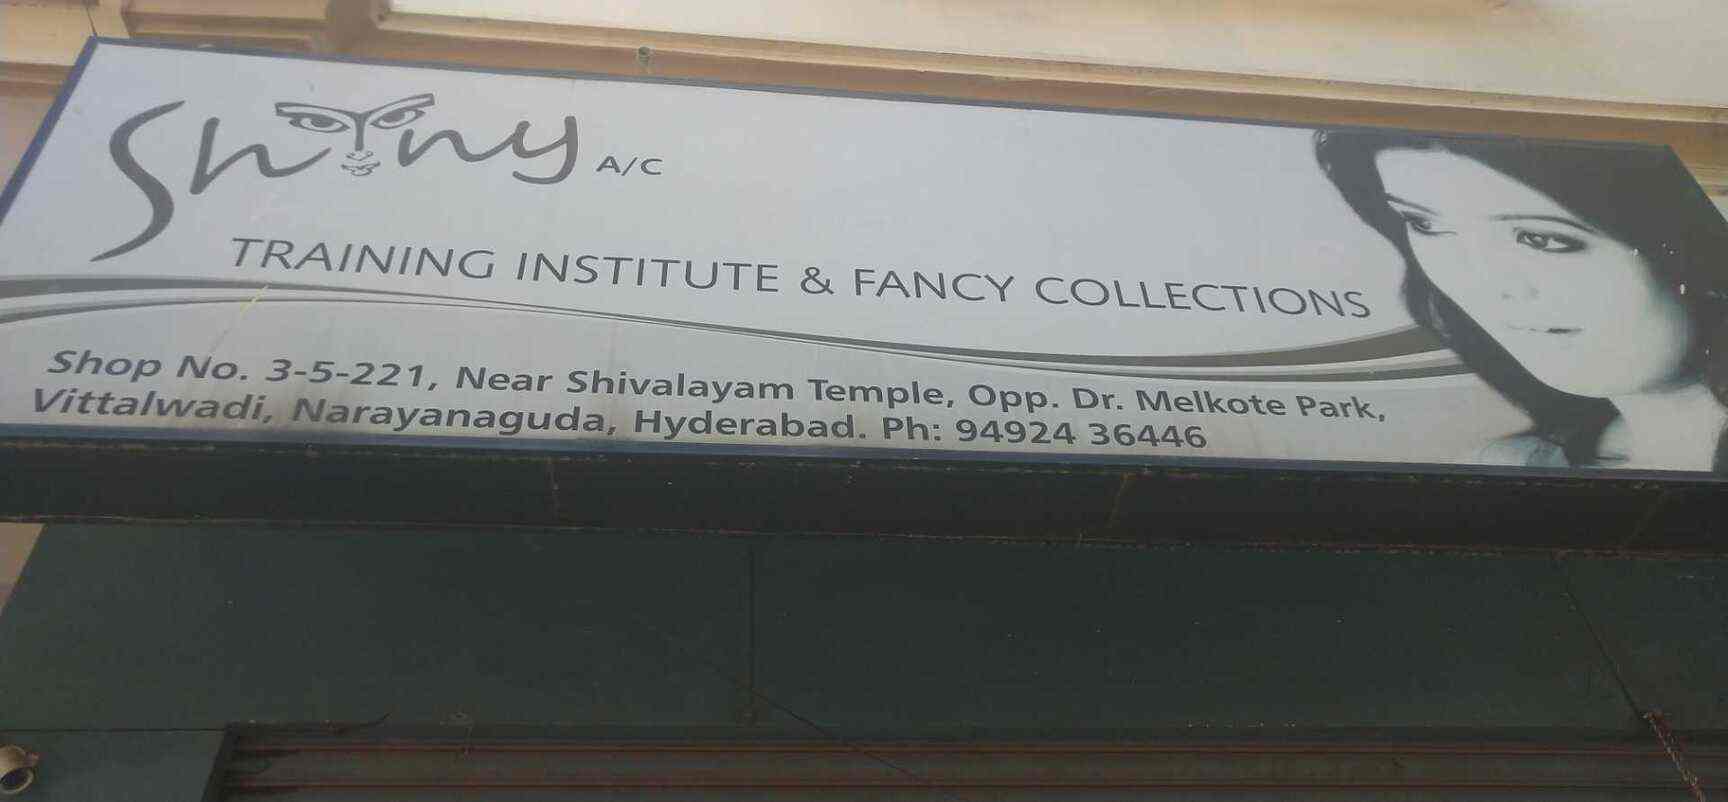 Shiny A/C
TRAINING INSTITUTE & FANCY COLLECTIONS
Shop No. 3-5-221, Near Shivalayam Temple, Opp. Dr. Melkote Park,
Vittalwadi, Narayanaguda, Hyderabad. Ph: 94924 36446